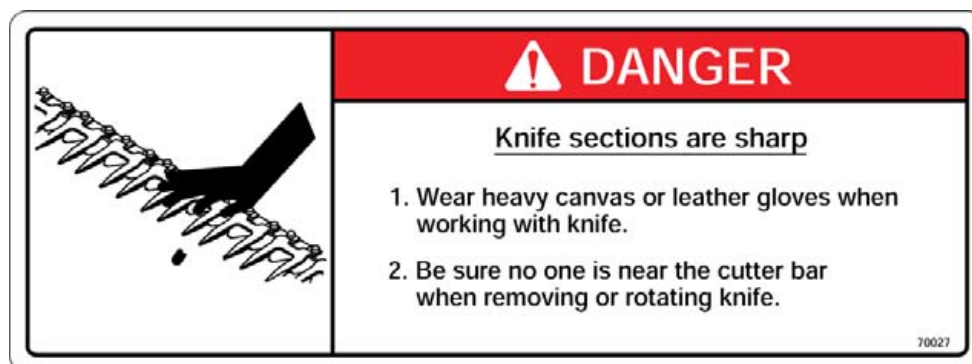 DANGER
Knife sections are sharp
1. Wear heavy canvas or leather gloves when
working with knife.
2. Be sure no one is near the cutter bar
when removing or rotating knife.
70027